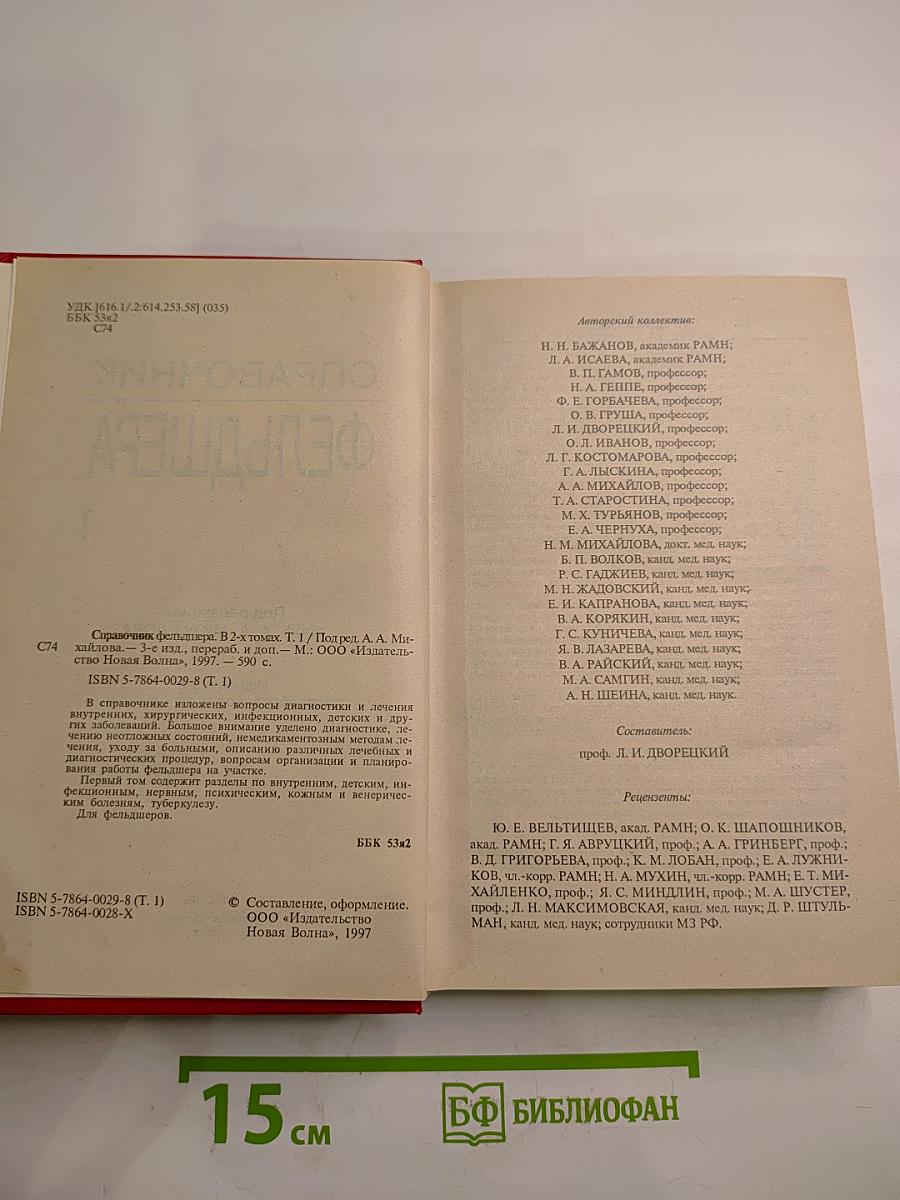 УДК [616.1/.2:614.253.58] (035)
ББК 53я2
С74
Справочник фельдшера. В 2-х томах. Т. 1 / Под ред. А. А. Ми-
С74 хайлова.— 3-е изд., перераб. и доп.— М.: ООО «Издатель-
ство Новая Волна», 1997. — 590 с.
ISBN 5-7864-0029-8 (Т. 1)
В справочнике изложены вопросы диагностики и лечения
внутренних, хирургических, инфекционных, детских и дру-
гих заболеваний. Большое внимание уделено диагностике, ле-
чению неотложных состояний, немедикаментозным методам ле-
чения, уходу за больными, описанию различных лечебных и
диагностических процедур, вопросам организации и планиро-
вания работы фельдшера на участке.
Первый том содержит разделы по внутренним, детским, ин-
фекционным, нервным, психическим, кожным и венеричес-
ким болезням, туберкулезу.
Для фельдшеров.
ББК 53я2
ISBN 5-7864-0029-8 (Т. 1)
ISBN 5-7864-0028-X
© Составление, оформление.
ООО «Издательство
Новая Волна», 1997
Авторский коллектив:
Н. Н. БАЖАНОВ, академик РАМН;
Л. А. ИСАЕВА, академик РАМН;
В. П. ГАМОВ, профессор;
Н. А. ГЕППЕ, профессор;
Ф. Е. ГОРБАЧЕВА, профессор;
О. В. ГРУША, профессор;
Л. И. ДВОРЕЦКИЙ, профессор;
О. Л. ИВАНОВ, профессор;
Л. Г. КОСТОМАРОВА, профессор;
Г. А. ЛЫСКИНА, профессор;
А. А. МИХАЙЛОВ, профессор;
Т. А. СТАРОСТИНА, профессор;
М. Х. ТУРЬЯНОВ, профессор;
Е. А. ЧЕРНУХА, профессор;
Н. М. МИХАЙЛОВА, докт. мед. наук;
Б. П. ВОЛКОВ, канд. мед. наук;
Р. С. ГАДЖИЕВ, канд. мед. наук;
М. Н. ЖАДОВСКИЙ, канд. мед. наук;
Е. И. КАПРАНОВА, канд. мед. наук;
В. А. КОРЯКИН, канд. мед. наук;
Г. С. КУНИЧЕВА, канд. мед. наук;
Я. В. ЛАЗАРЕВА, канд. мед. наук;
В. А. РАЙСКИЙ, канд. мед. наук;
М. А. САМГИН, канд. мед. наук;
А. Н. ШЕИНА, канд. мед. наук.
Составитель:
проф. Л. И. ДВОРЕЦКИЙ
Рецензенты:
Ю. Е. ВЕЛЬТИЩЕВ, акад. РАМН; О. К. ШАПОШНИКОВ,
акад. РАМН; Г. Я. АВРУЦКИЙ, проф.; А. А. ГРИНБЕРГ, проф.;
В. Д. ГРИГОРЬЕВА, проф.; К. М. ЛОБАН, проф.; Е. А. ЛУЖНИ-
КОВ, чл.-корр. РАМН; Н. А. МУХИН, чл.-корр. РАМН; Е. Т. МИ-
ХАЙЛЕНКО, проф.; Я. С. МИНДЛИН, проф.; М. А. ШУСТЕР,
проф.; Л. Н. МАКСИМОВСКАЯ, канд. мед. наук; Д. Р. ШТУЛЬ-
МАН, канд. мед. наук; сотрудники МЗ РФ.
15 см
БФ БИБЛИОФАН